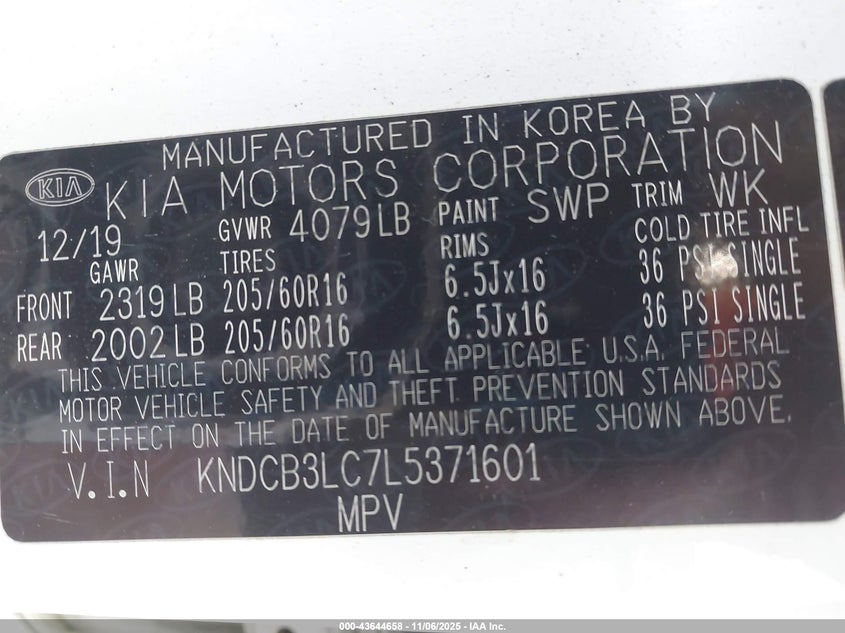 MANUFACTURED IN KOREA BY
KIA KIA MOTORS CORPORATION
12/19 GVWR 4079LB PAINT SWP TRIM WK
GAWR TIRES RIMS COLD TIRE INFL
FRONT 2319LB 205/60R16 6.5Jx16 36 PSI SINGLE
REAR 2002LB 205/60R16 6.5Jx16 36 PSI SINGLE
THIS VEHICLE CONFORMS TO ALL APPLICABLE U.S.A. FEDERAL
MOTOR VEHICLE SAFETY AND THEFT PREVENTION STANDARDS
IN EFFECT ON THE DATE OF MANUFACTURE SHOWN ABOVE.
V.I.N KNDCB3LC7L5371601
MPV
000-43644658 - 11/06/2025 - IAA Inc.